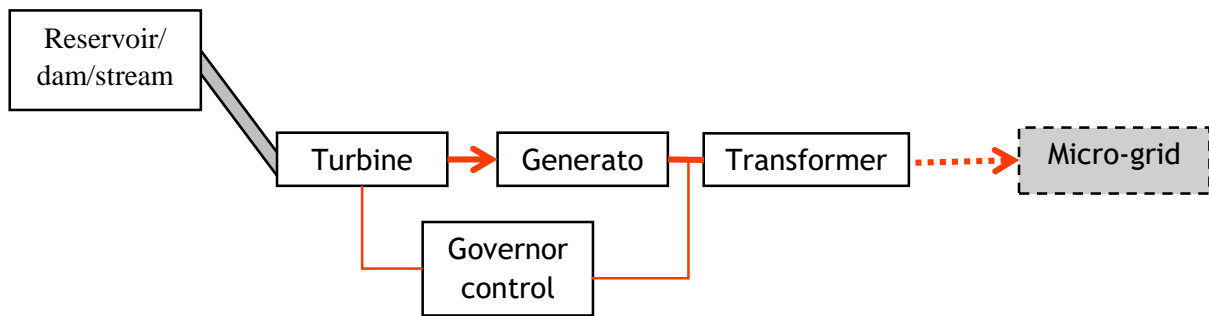 Reservoir/
dam/stream
Turbine
Generato
Transformer
Micro-grid
Governor
control